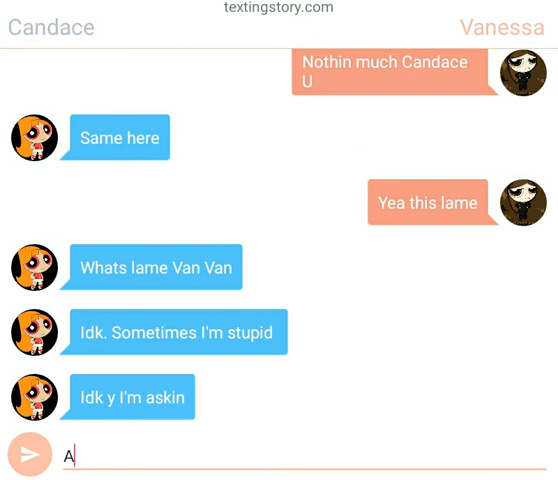 textingstory.com
Candace
Vanessa
Nothin much Candace
U
Same here
Yea this lame
Whats lame Van Van
Idk. Sometimes I'm stupid
Idk y I'm askin
A